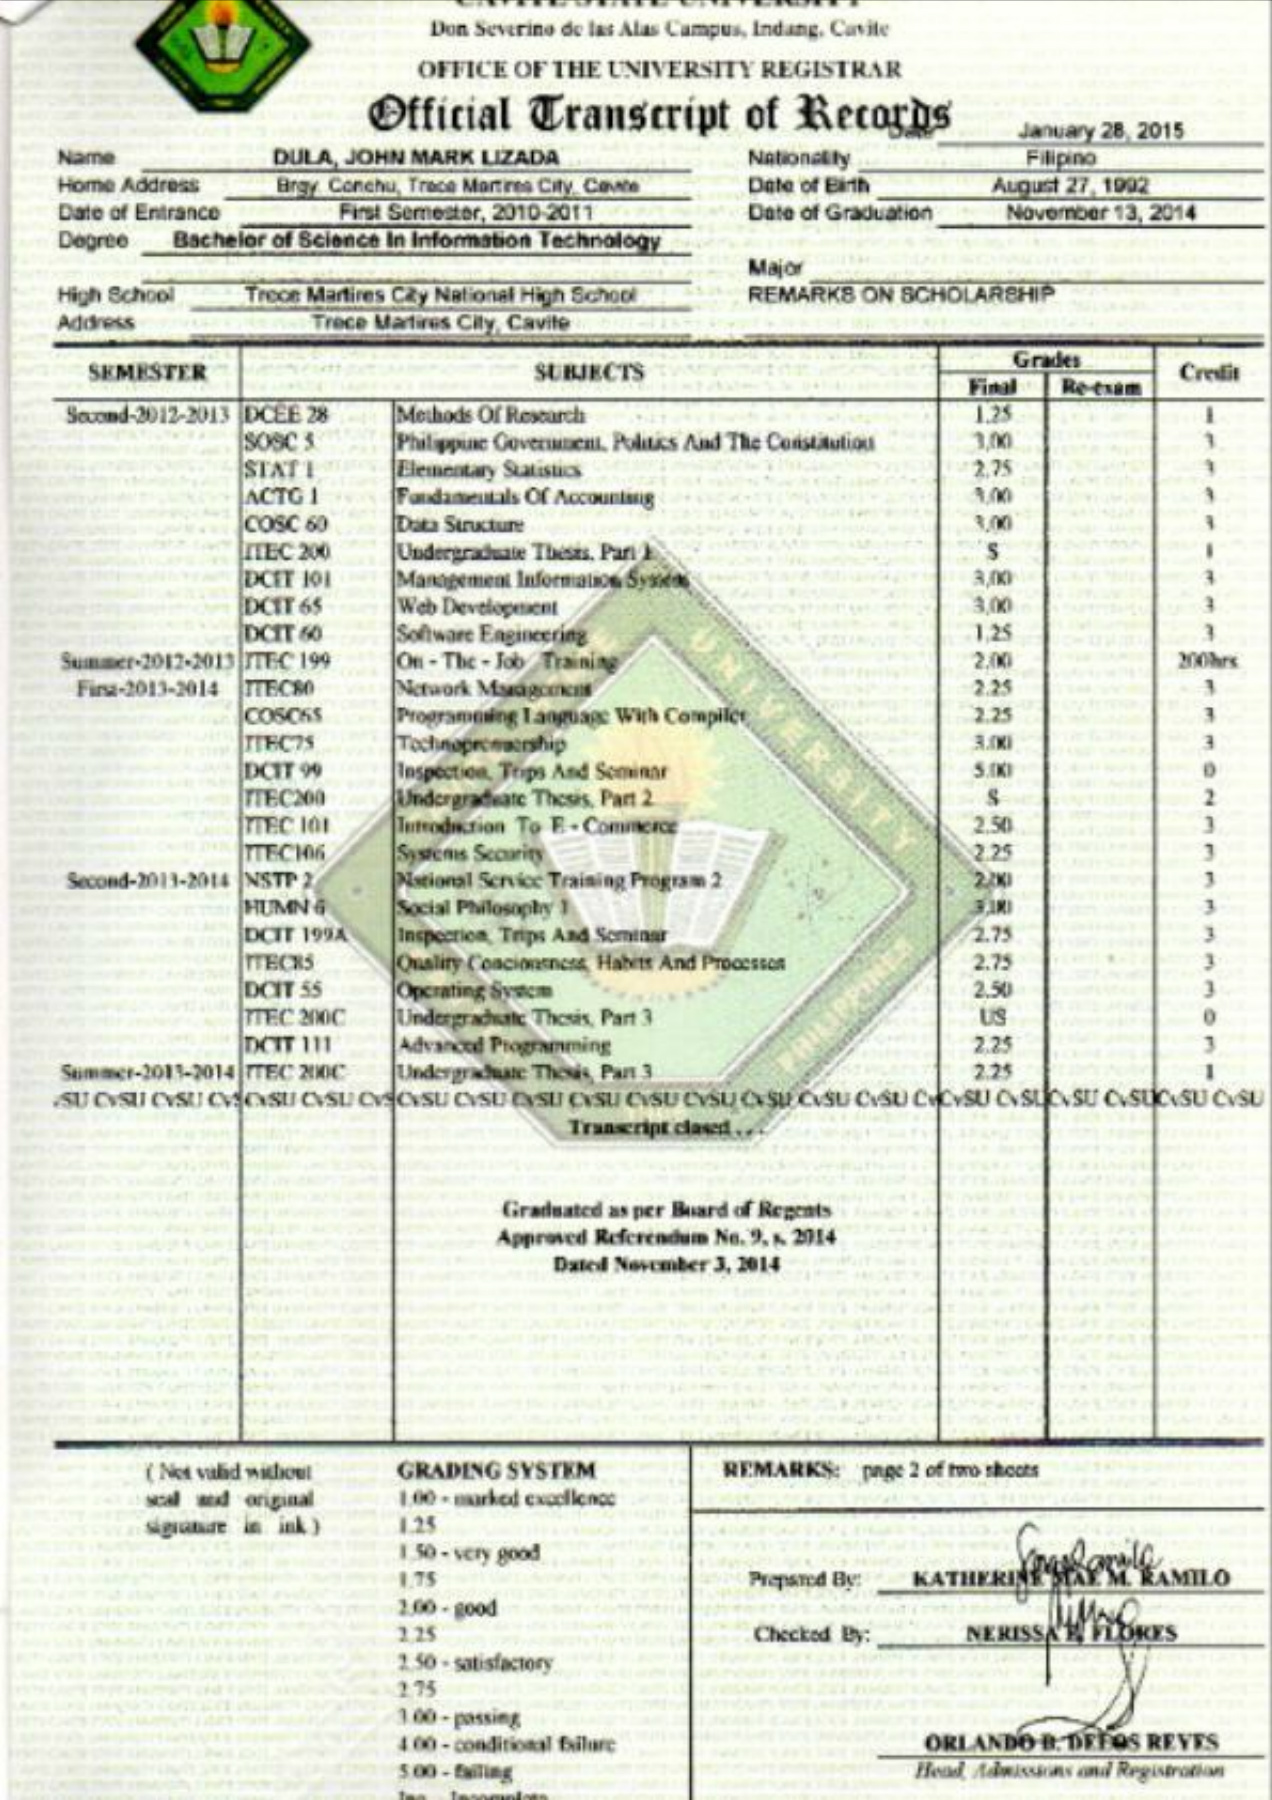 CAVITE STATE UNIVERSITY
Don Severino de las Alas Campus, Indang, Cavite
OFFICE OF THE UNIVERSITY REGISTRAR
Official Transcript of Records
Date January 28, 2015
Name DULA, JOHN MARK LIZADA Nationality Filipino
Home Address Brgy. Conchu, Trece Martires City, Cavite Date of Birth August 27, 1992
Date of Entrance First Semester, 2010-2011 Date of Graduation November 13, 2014
Degree Bachelor of Science In Information Technology
Major
High School Trece Martires City National High School REMARKS ON SCHOLARSHIP
Address Trece Martires City, Cavite
SEMESTER SUBJECTS Grades Credit
Final Re-exam
Second-2012-2013 DCEE 28 Methods Of Research 1.25 1
SOSC 5 Philippine Government, Politics And The Constitution 3.00 3
STAT 1 Elementary Statistics 2.75 3
ACTG 1 Fundamentals Of Accounting 3.00 3
COSC 60 Data Structure 3.00 3
ITEC 200 Undergraduate Thesis, Part 1 S 1
DCIT 101 Management Information System 3.00 3
DCIT 65 Web Development 3.00 3
DCIT 60 Software Engineering 1.25 3
Summer-2012-2013 ITEC 199 On - The - Job Training 2.00 200hrs
First-2013-2014 ITEC80 Network Management 2.25 3
COSC65 Programming Language With Compiler 2.25 3
ITEC75 Technoprenuership 3.00 3
DCIT 99 Inspection, Trips And Seminar 5.00 0
ITEC200 Undergraduate Thesis, Part 2 S 2
ITEC 101 Introduction To E - Commerce 2.50 3
ITEC106 Systems Security 2.25 3
Second-2013-2014 NSTP 2 National Service Training Program 2 2.00 3
HUMN 6 Social Philosophy 1 3.00 3
DCIT 199A Inspection, Trips And Seminar 2.75 3
ITEC85 Quality Conciousness, Habits And Processes 2.75 3
DCIT 55 Operating System 2.50 3
ITEC 200C Undergraduate Thesis, Part 3 US 0
DCIT 111 Advanced Programming 2.25 3
Summer-2013-2014 ITEC 200C Undergraduate Thesis, Part 3 2.25 1
CvSU CvSU CvSU CvSU CvSU CvSU CvSU CvSU CvSU CvSU CvSU CvSU CvSU CvSU CvSU CvSU CvSU CvSU CvSU CvSU CvSU
Transcript closed . . .
Graduated as per Board of Regents
Approved Referendum No. 9, s. 2014
Dated November 3, 2014
( Not valid without
seal and original
signature in ink )
GRADING SYSTEM
1.00 - marked excellence
1.25
1.50 - very good
1.75
2.00 - good
2.25
2.50 - satisfactory
2.75
3.00 - passing
4.00 - conditional failure
5.00 - failing
Inc. - Incomplete
REMARKS: page 2 of two sheets
Prepared By: KATHERINE MAE M. RAMILO
Checked By: NERISSA E. FLORES
ORLANDO B. DELOS REYES
Head, Admissions and Registration
UNIVERSITY
PHILIPPINES